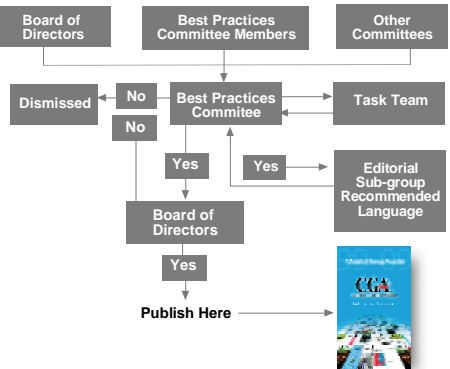 Board of
Directors
Best Practices
Committee Members
Other
Committees
Dismissed
No
Best Practices
Commitee
Task Team
No
Yes
Yes
Editorial
Sub-group
Recommended
Language
Board of
Directors
Yes
Publish Here
CGA